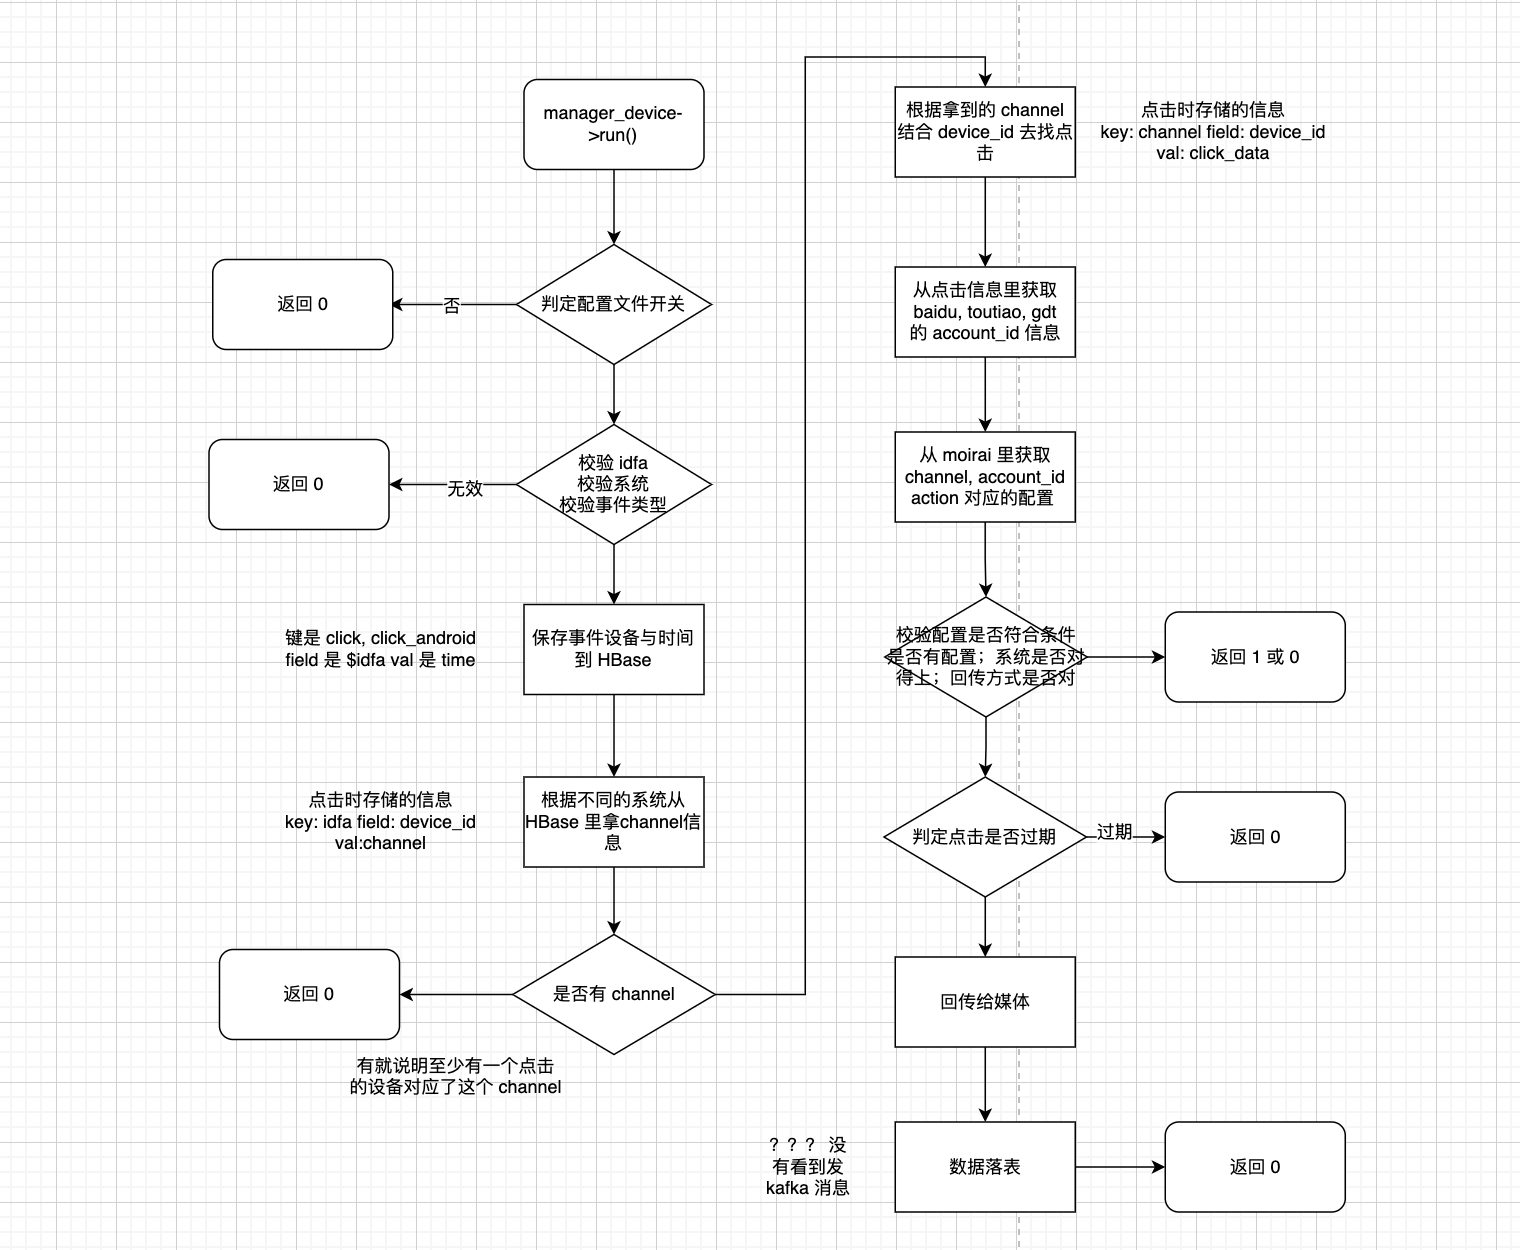 manager_device-
>run()
判定配置文件开关
否
返回 0
校验 idfa
校验系统
校验事件类型
无效
返回 0
保存事件设备与时间
到 HBase
键是 click, click_android
field 是 $idfa val 是 time
根据不同的系统从
HBase 里拿channel信
息
点击时存储的信息
key: idfa field: device_id
val:channel
是否有 channel
返回 0
有就说明至少有一个点击
的设备对应了这个 channel
根据拿到的 channel
结合 device_id 去找点
击
点击时存储的信息
key: channel field: device_id
val: click_data
从点击信息里获取
baidu, toutiao, gdt
的 account_id 信息
从 moirai 里获取
channel, account_id
action 对应的配置
校验配置是否符合条件
是否有配置；系统是否对
得上；回传方式是否对
返回 1 或 0
判定点击是否过期
过期
返回 0
回传给媒体
数据落表
？？？ 没
有看到发
kafka 消息
返回 0